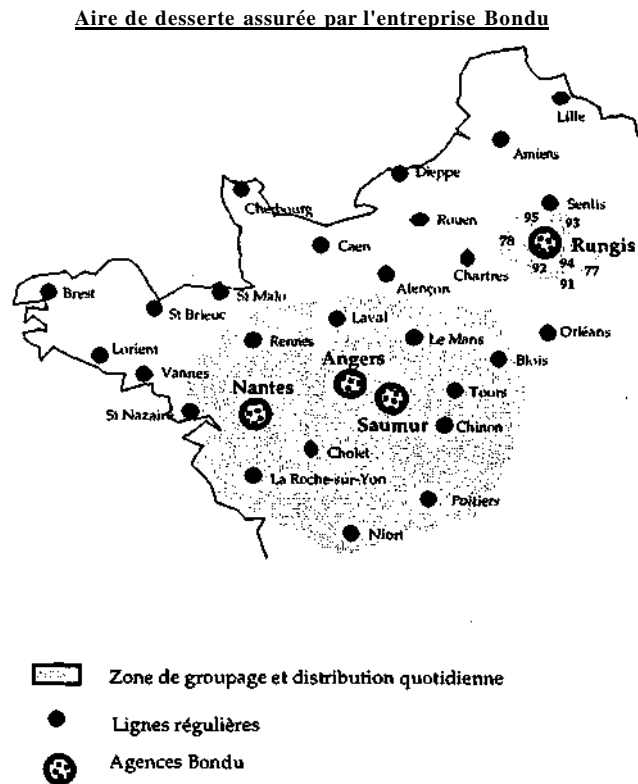 Aire de desserte assurée par l'entreprise Bondu
Lille
Amiens
Dieppe
Cherbourg
Rouen
Senlis
95
93
Caen
78
Rungis
Chartres
92
94
77
Alençon
91
Brest
St Malo
St Brieuc
Laval
Orléans
Rennes
Le Mans
Lorient
Angers
Blois
Vannes
Nantes
Tours
St Nazaire
Saumur
Chinon
Cholet
La Roche-sur-Yon
Poitiers
Niort
Zone de groupage et distribution quotidienne
Lignes régulières
Agences Bondu